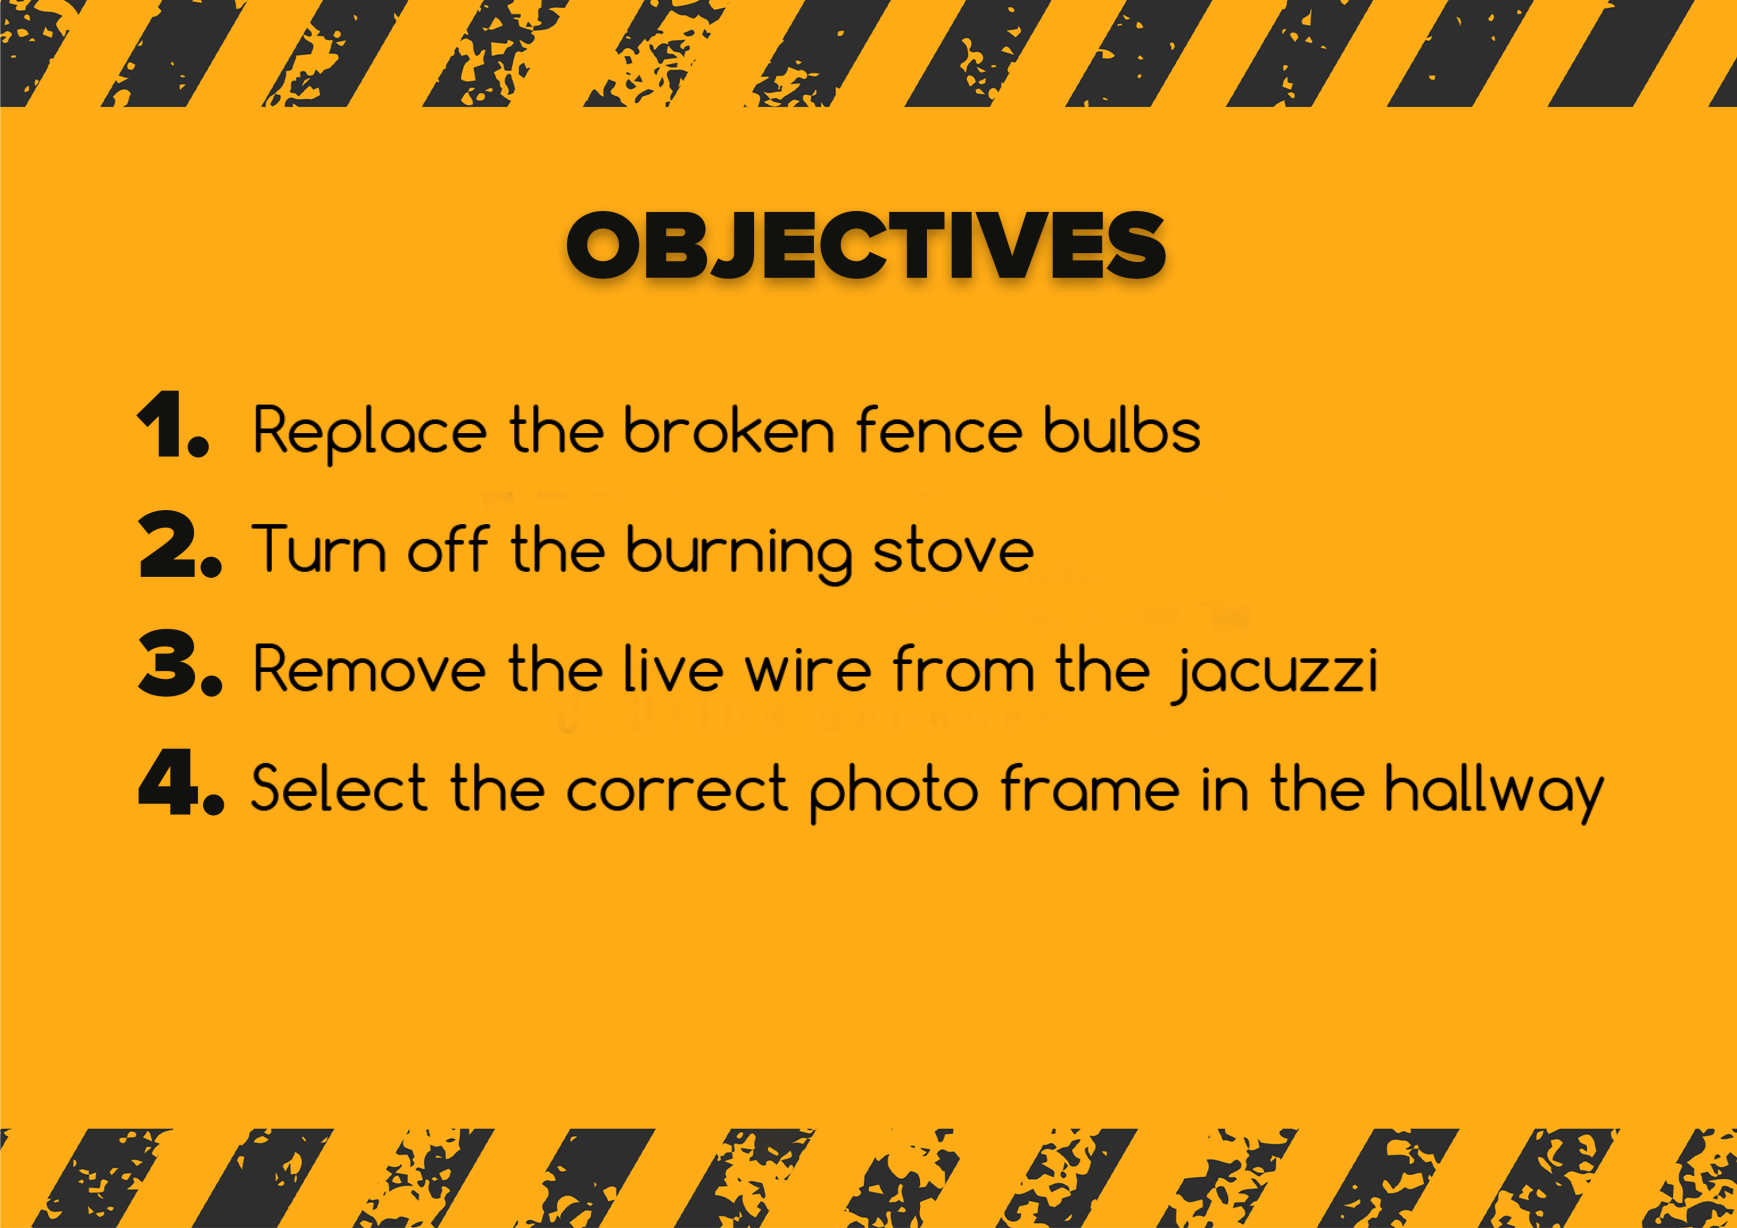 OBJECTIVES
1. Replace the broken fence bulbs
2. Turn off the burning stove
3. Remove the live wire from the jacuzzi
4. Select the correct photo frame in the hallway